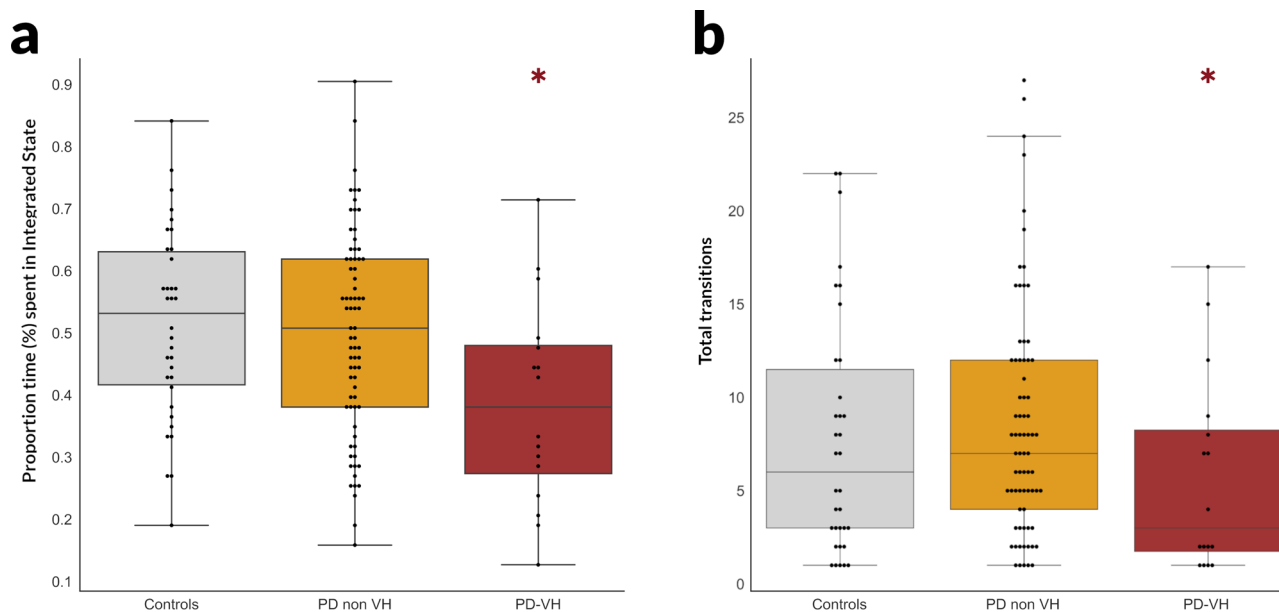 a
Proportion time (%) spent in Integrated State
0.9
0.8
0.7
0.6
0.5
0.4
0.3
0.2
0.1
*
Controls
PD non VH
PD-VH
b
Total transitions
25
20
15
10
5
0
*
Controls
PD non VH
PD-VH